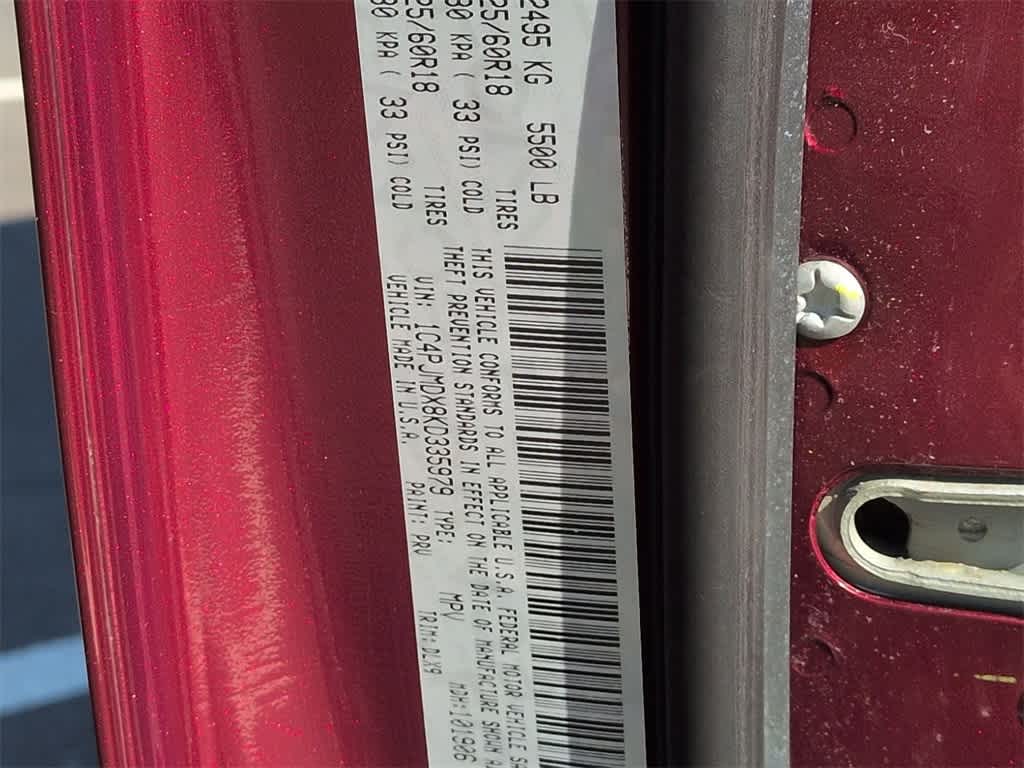 2495 KG 5500 LB
25/60R18 TIRES
80 KPA ( 33 PSI) COLD
25/60R18 TIRES
80 KPA ( 33 PSI) COLD
THIS VEHICLE CONFORMS TO ALL APPLICABLE U.S.A. FEDERAL MOTOR VEHICLE SA
THEFT PREVENTION STANDARDS IN EFFECT ON THE DATE OF MANUFACTURE SHOWN A
VIN: 1C4PJMDX8KD335979 TYPE: MPV
VEHICLE MADE IN U.S.A. PAINT: PRV TRIM: DLX9 MDH: 101906